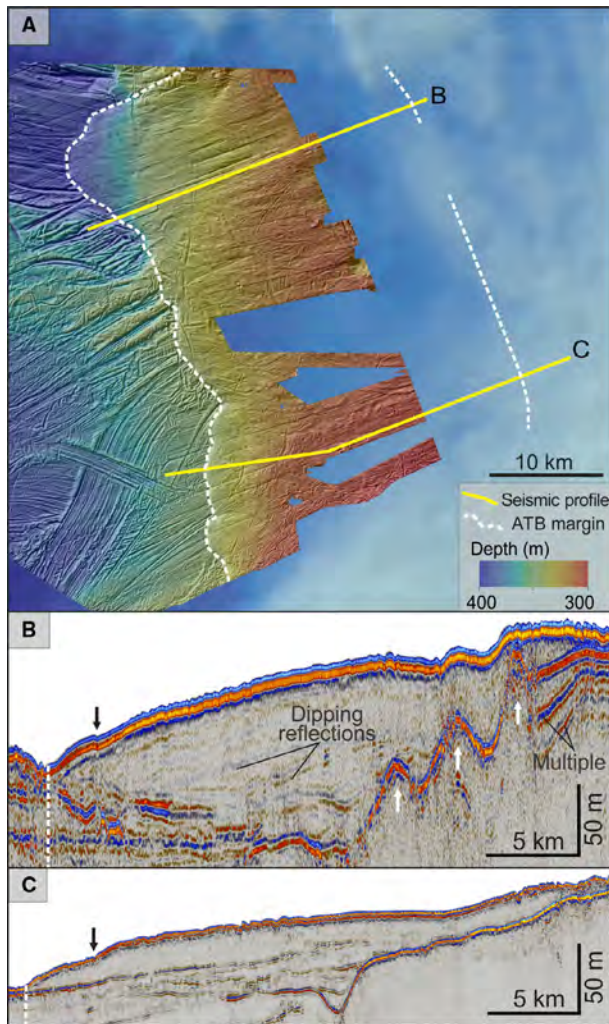 A
B
C
10 km
Seismic profile
ATB margin
Depth (m)
400 300
B
Dipping
reflections
Multiple
5 km
50 m
C
5 km
50 m